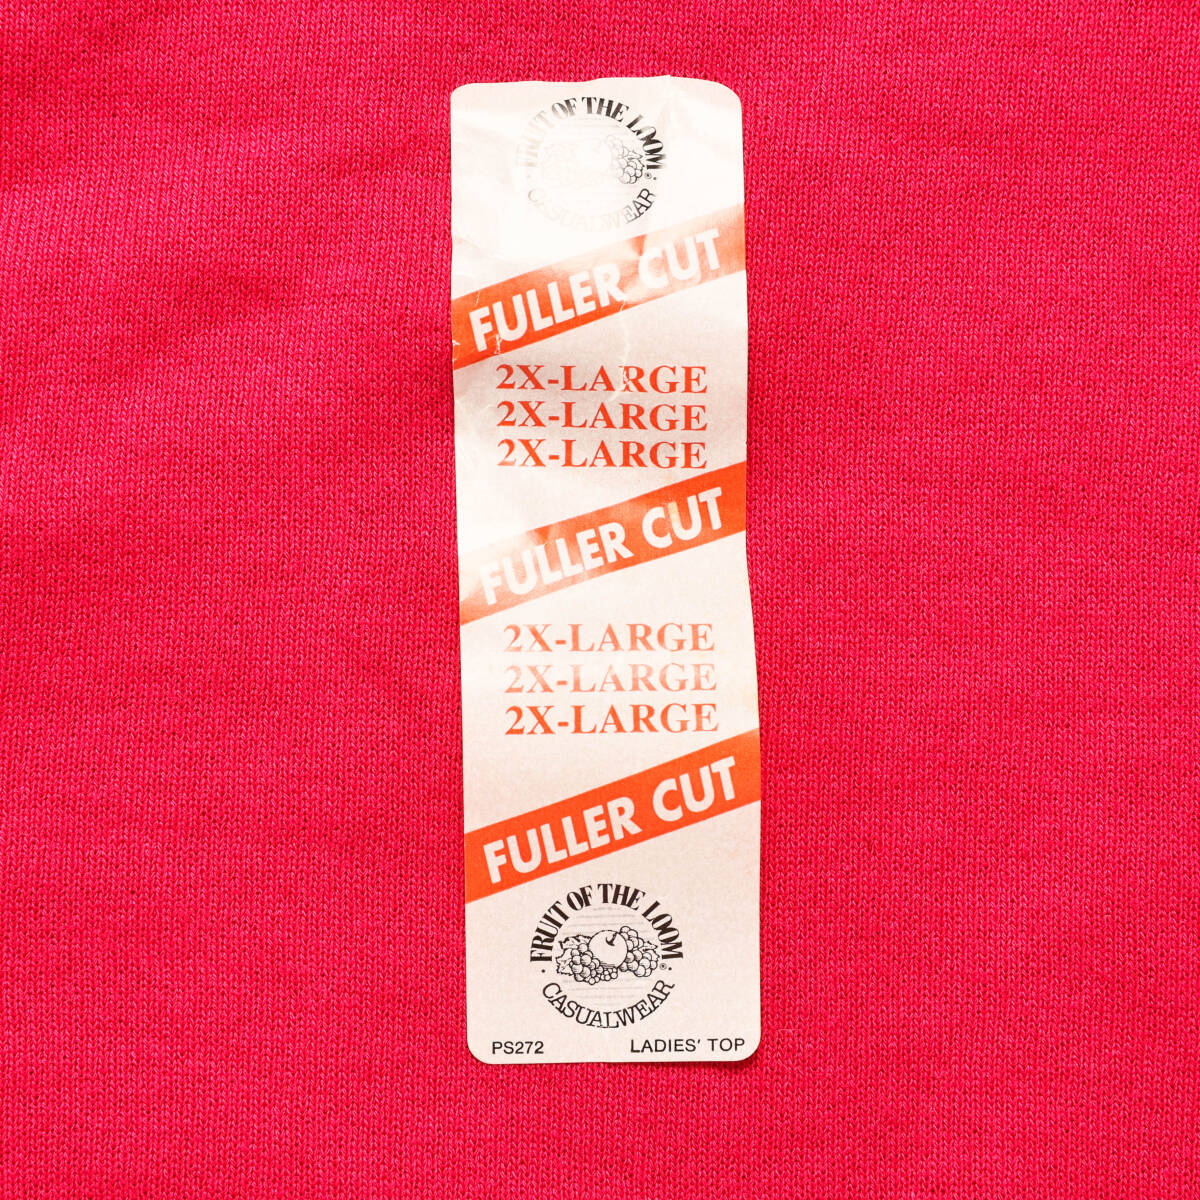 FRUIT OF THE LOOM ®
CASUALWEAR
FULLER CUT
2X-LARGE
2X-LARGE
2X-LARGE
FULLER CUT
2X-LARGE
2X-LARGE
2X-LARGE
FULLER CUT
· FRUIT OF THE LOOM ® ·
CASUALWEAR
PS272 LADIES' TOP